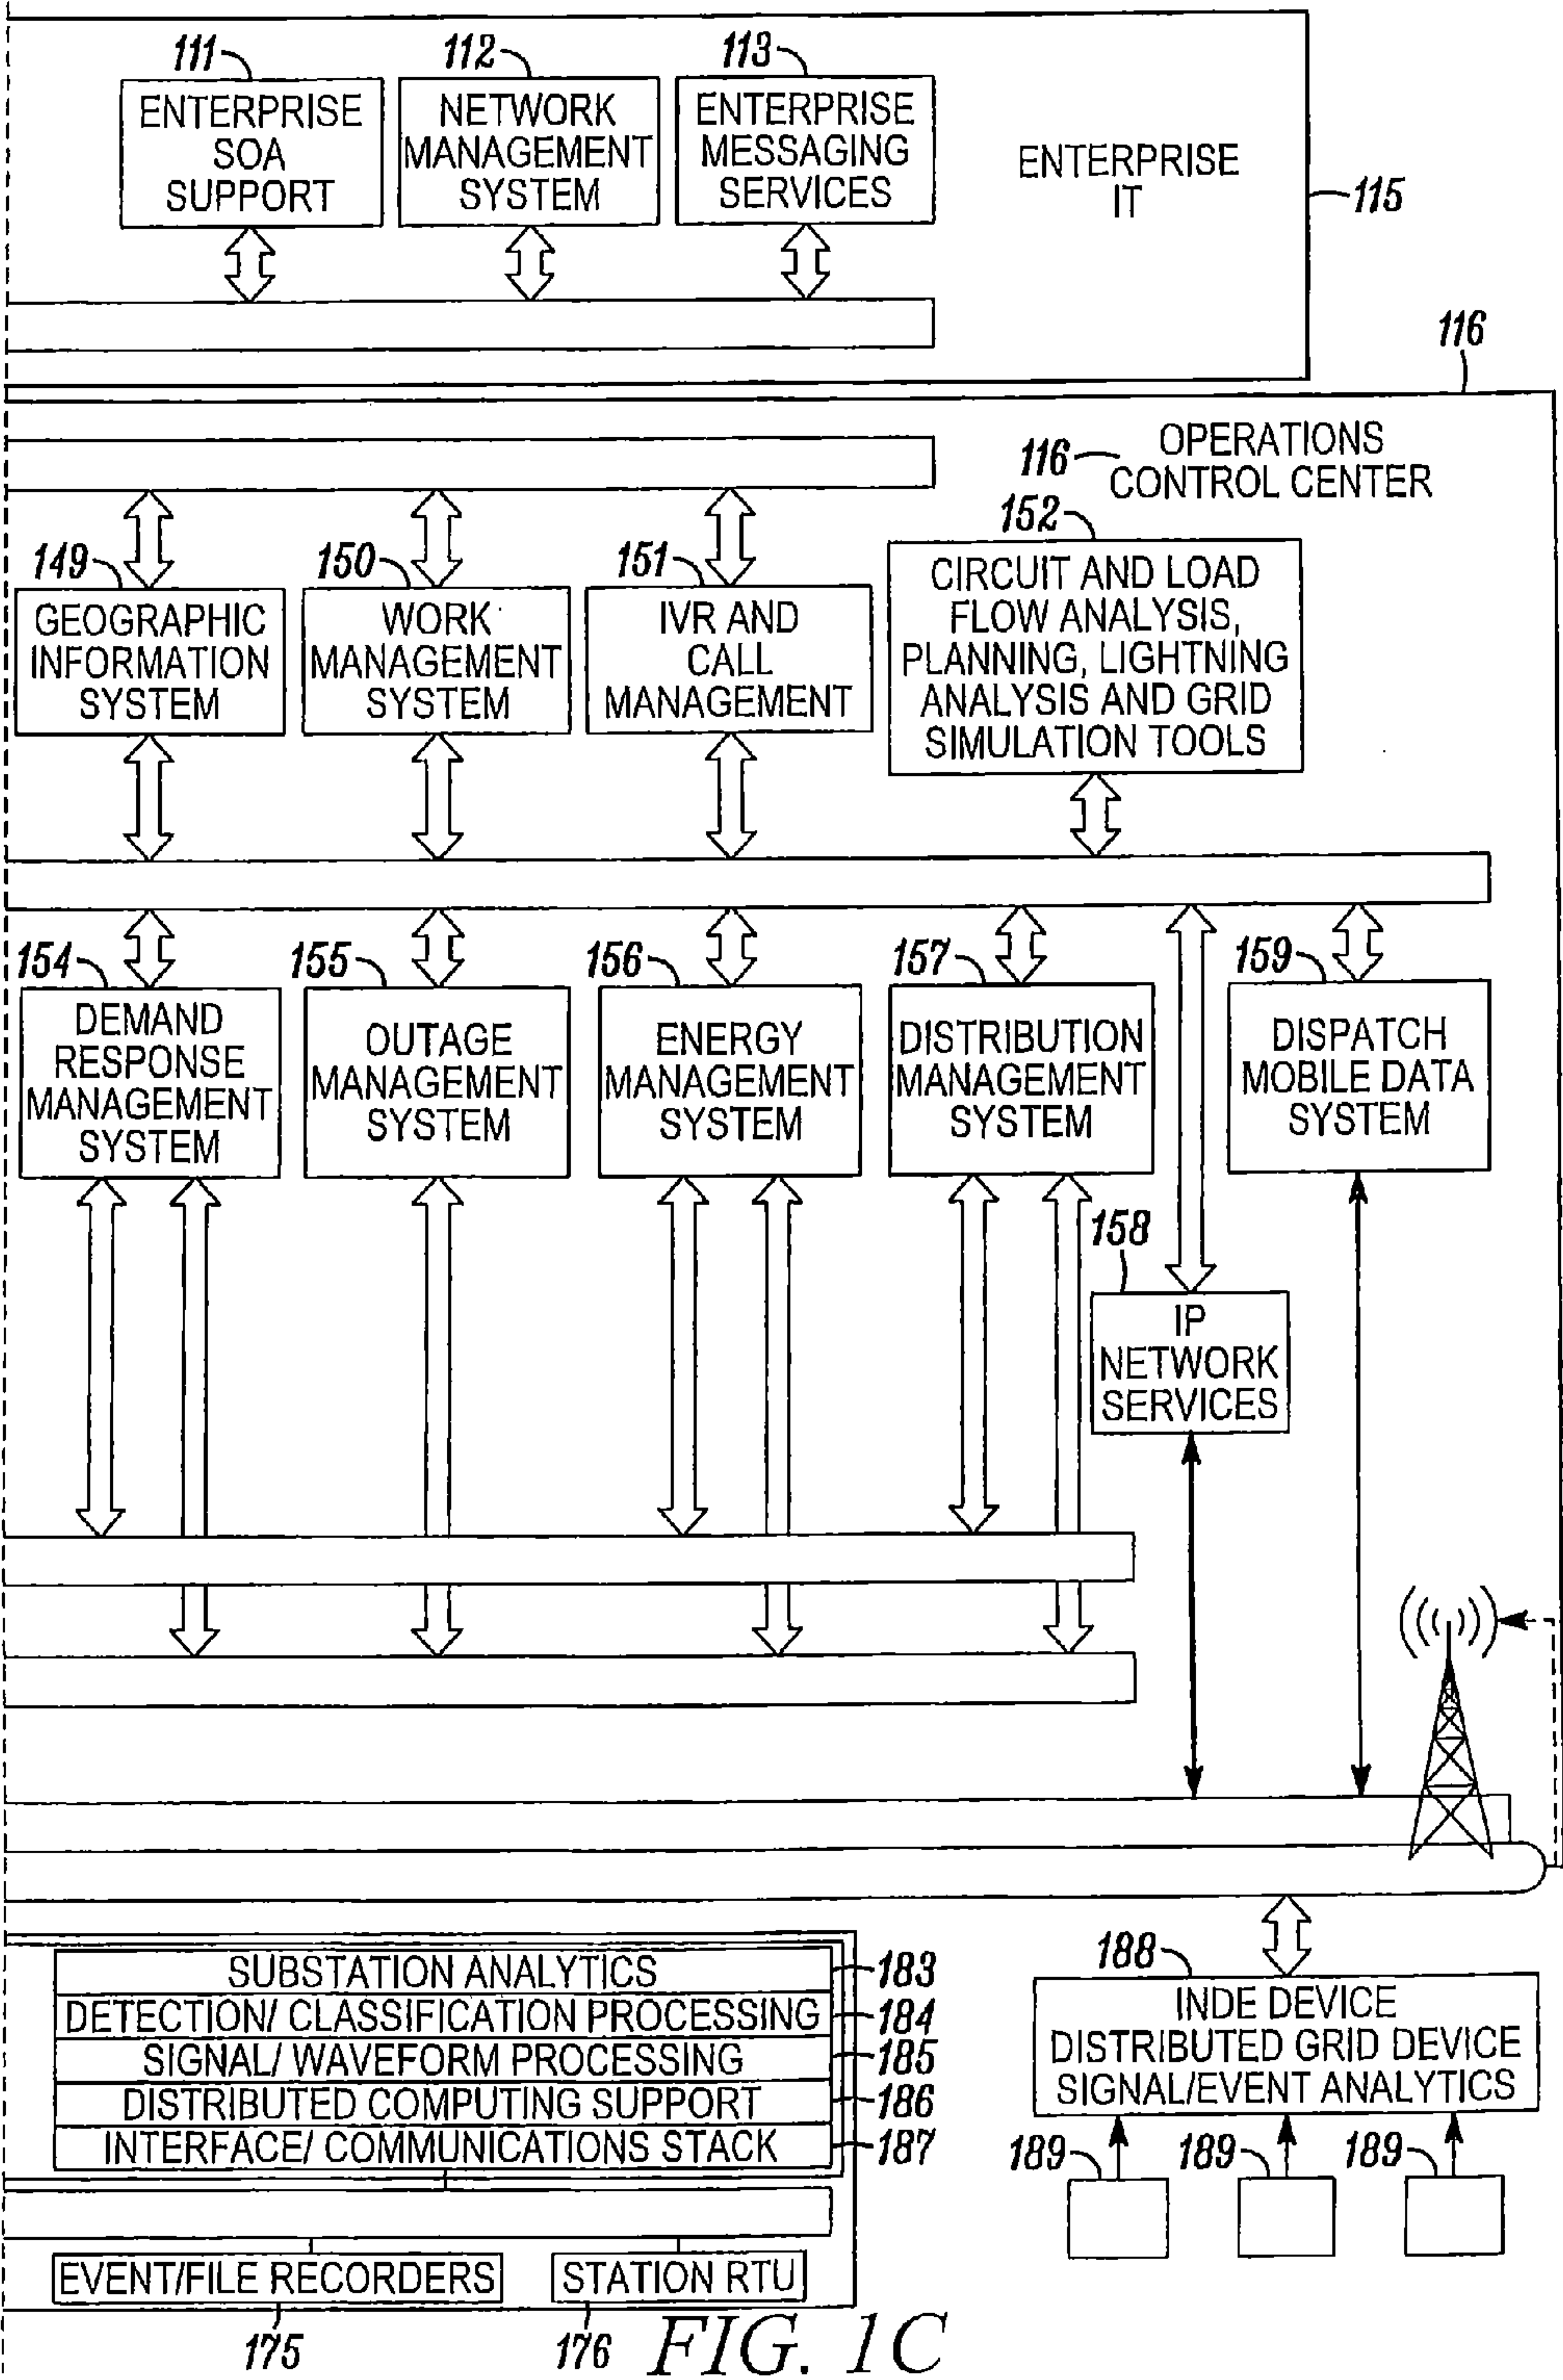 111
112
113
ENTERPRISE
SOA
SUPPORT
NETWORK
MANAGEMENT
SYSTEM
ENTERPRISE
MESSAGING
SERVICES
ENTERPRISE
IT
115
116
116
OPERATIONS
CONTROL CENTER
149
150
151
152
GEOGRAPHIC
INFORMATION
SYSTEM
WORK
MANAGEMENT
SYSTEM
IVR AND
CALL
MANAGEMENT
CIRCUIT AND LOAD
FLOW ANALYSIS,
PLANNING, LIGHTNING
ANALYSIS AND GRID
SIMULATION TOOLS
154
155
156
157
159
DEMAND
RESPONSE
MANAGEMENT
SYSTEM
OUTAGE
MANAGEMENT
SYSTEM
ENERGY
MANAGEMENT
SYSTEM
DISTRIBUTION
MANAGEMENT
SYSTEM
DISPATCH
MOBILE DATA
SYSTEM
158
IP
NETWORK
SERVICES
SUBSTATION ANALYTICS
183
DETECTION/ CLASSIFICATION PROCESSING
184
SIGNAL/ WAVEFORM PROCESSING
185
DISTRIBUTED COMPUTING SUPPORT
186
INTERFACE/ COMMUNICATIONS STACK
187
188
INDE DEVICE
DISTRIBUTED GRID DEVICE
SIGNAL/EVENT ANALYTICS
189
189
189
EVENT/FILE RECORDERS
STATION RTU
175
176
FIG. 1C